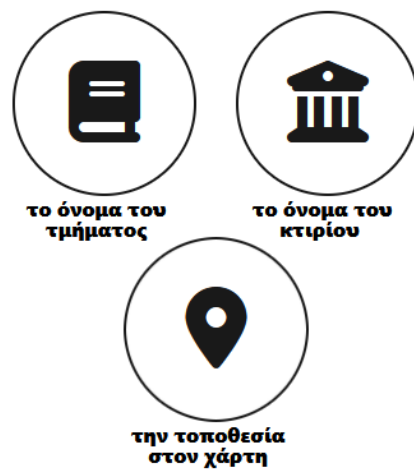 το όνομα του
τμήματος
το όνομα του
κτιρίου
την τοποθεσία
στον χάρτη